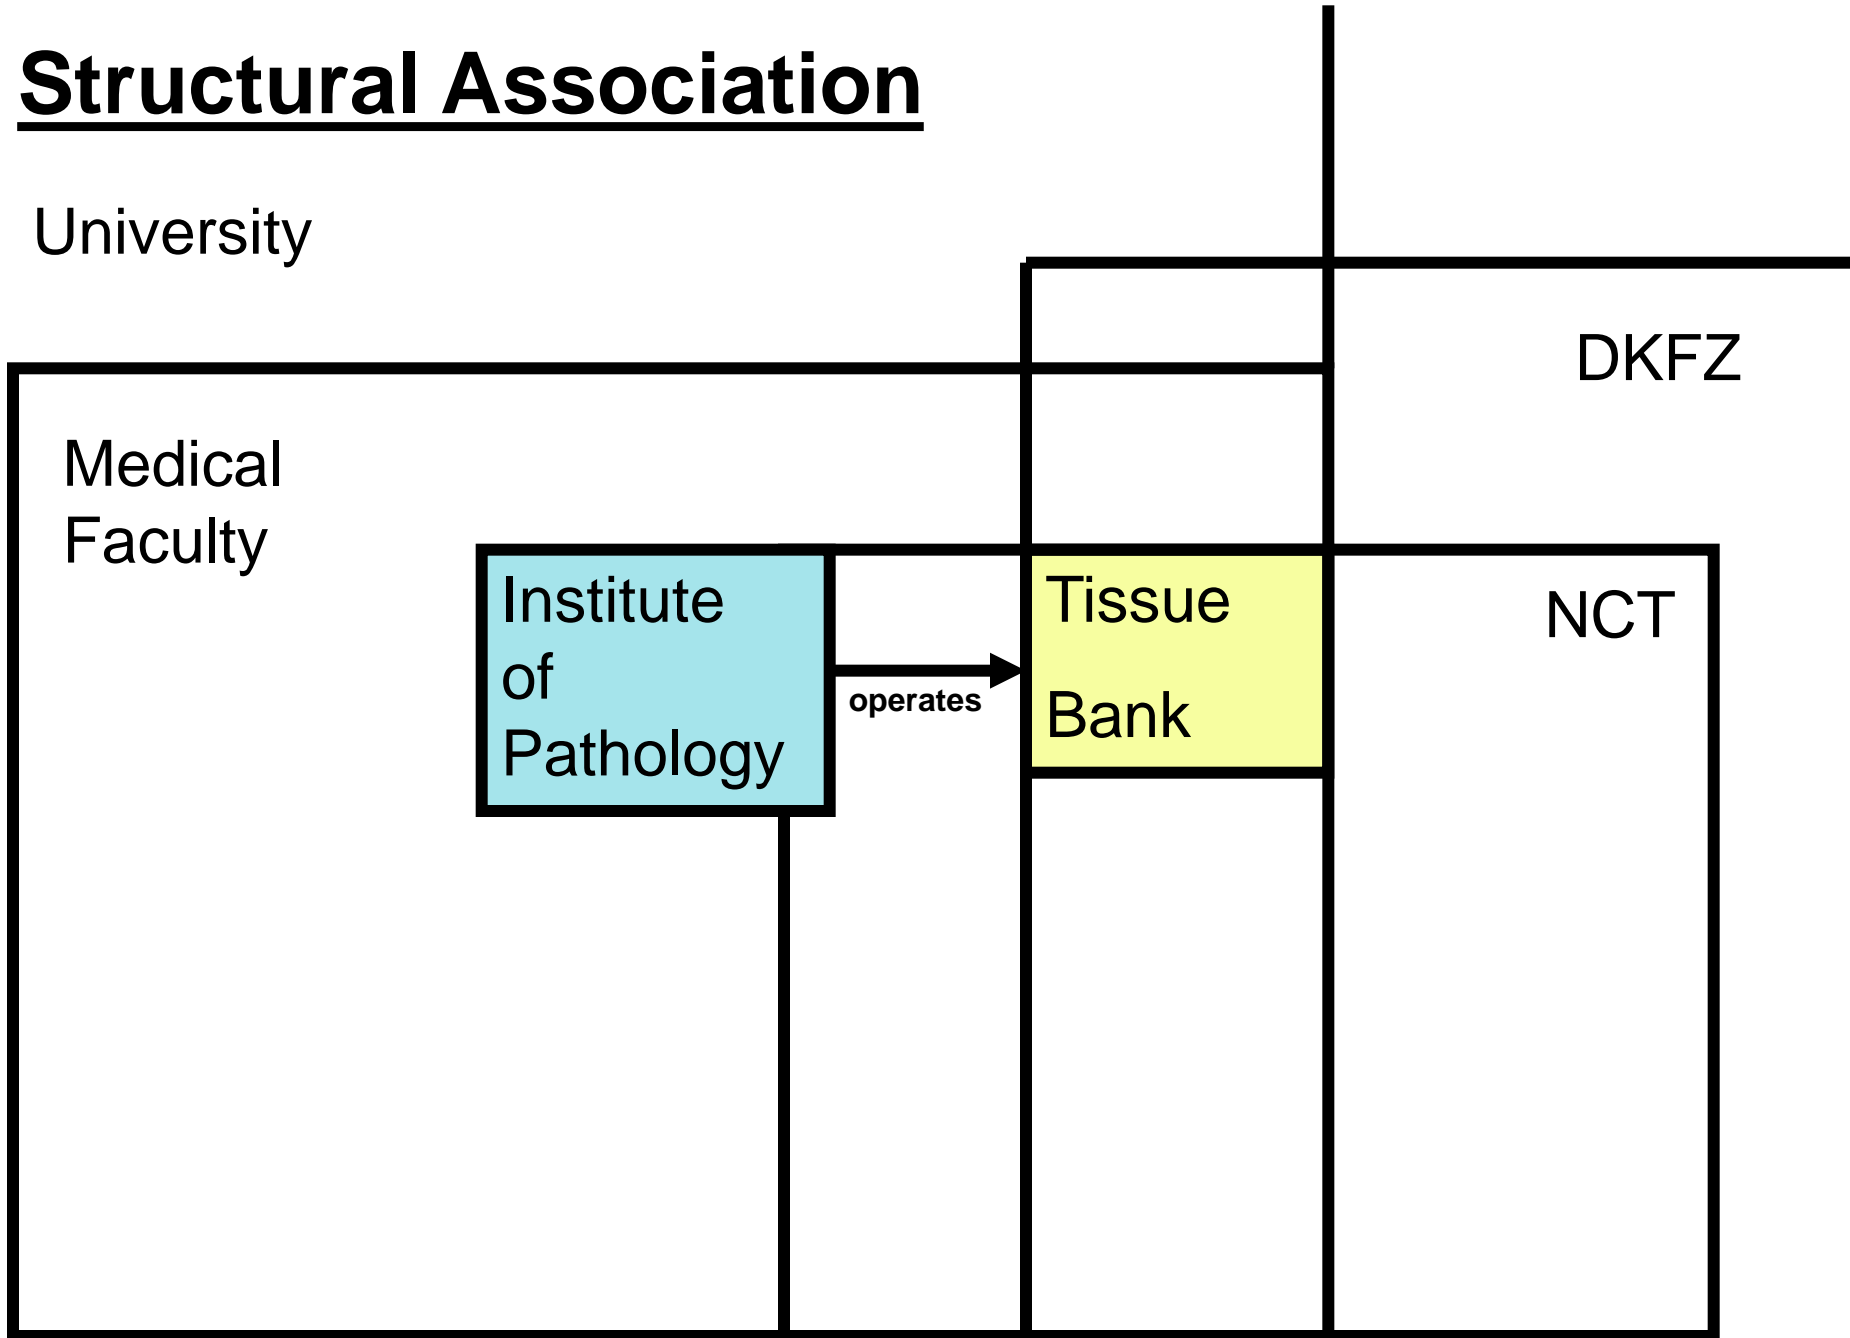 Structural Association
University
DKFZ
Medical
Faculty
Institute
of
Pathology
operates
Tissue
Bank
NCT